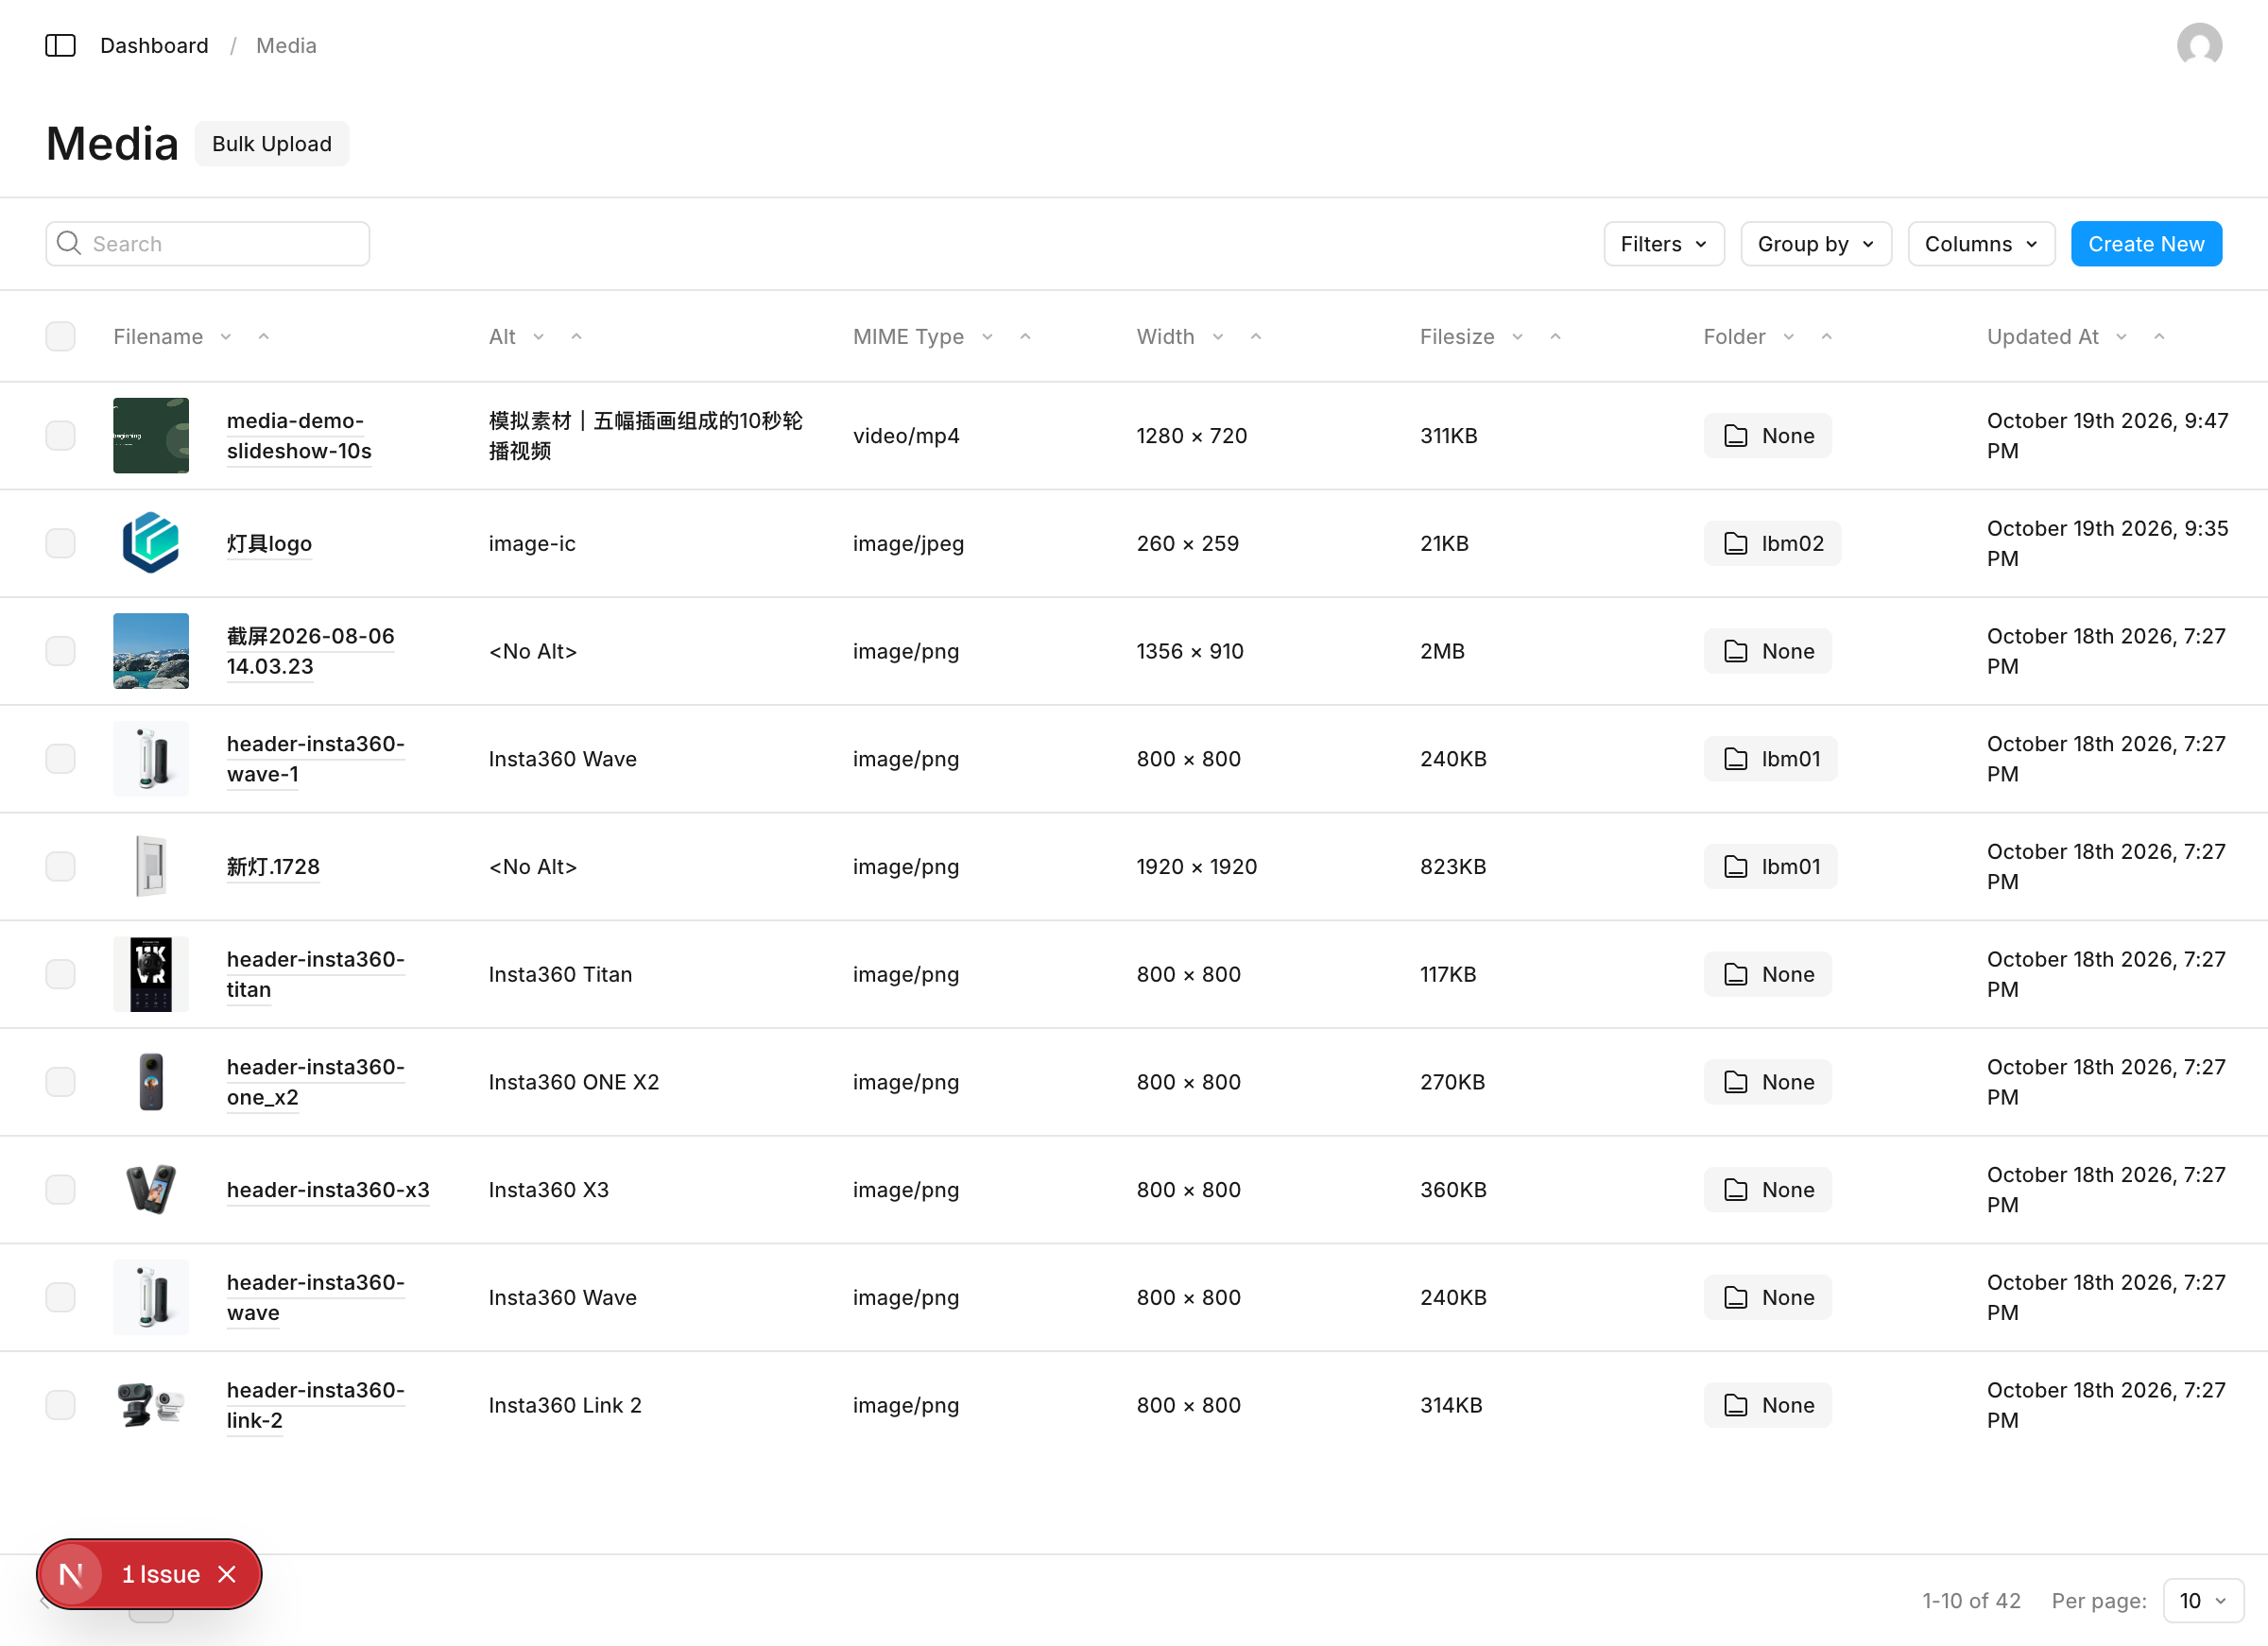 Dashboard / Media
Media Bulk Upload
Search Filters Group by Columns Create New
Filename Alt MIME Type Width Filesize Folder Updated At
media-demo-
slideshow-10s
模拟素材｜五幅插画组成的10秒轮
播视频
video/mp4
1280 × 720
311KB
None
October 19th 2026, 9:47
PM
灯具logo
image-ic
image/jpeg
260 × 259
21KB
lbm02
October 19th 2026, 9:35
PM
截屏2026-08-06
14.03.23
<No Alt>
image/png
1356 × 910
2MB
None
October 18th 2026, 7:27
PM
header-insta360-
wave-1
Insta360 Wave
image/png
800 × 800
240KB
lbm01
October 18th 2026, 7:27
PM
新灯.1728
<No Alt>
image/png
1920 × 1920
823KB
lbm01
October 18th 2026, 7:27
PM
11K
VR
header-insta360-
titan
Insta360 Titan
image/png
800 × 800
117KB
None
October 18th 2026, 7:27
PM
header-insta360-
one_x2
Insta360 ONE X2
image/png
800 × 800
270KB
None
October 18th 2026, 7:27
PM
header-insta360-x3
Insta360 X3
image/png
800 × 800
360KB
None
October 18th 2026, 7:27
PM
header-insta360-
wave
Insta360 Wave
image/png
800 × 800
240KB
None
October 18th 2026, 7:27
PM
header-insta360-
link-2
Insta360 Link 2
image/png
800 × 800
314KB
None
October 18th 2026, 7:27
PM
N 1 Issue
1-10 of 42 Per page: 10